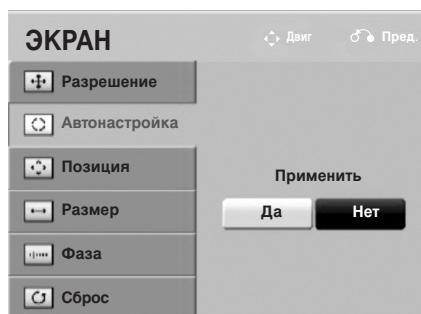 ЭКРАН
Двиг
Пред.
Разрешение
Автонастройка
Позиция
Размер
Фаза
Сброс
Применить
Да
Нет